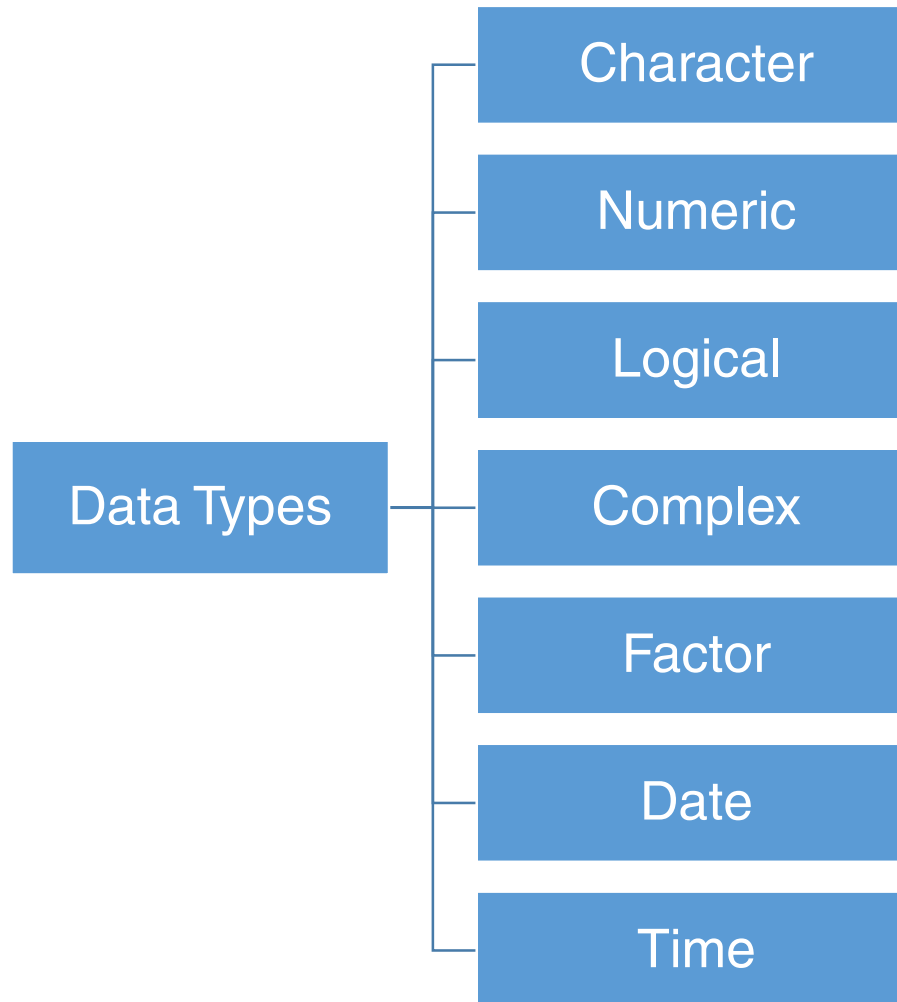 Character
Numeric
Logical
Data Types
Complex
Factor
Date
Time